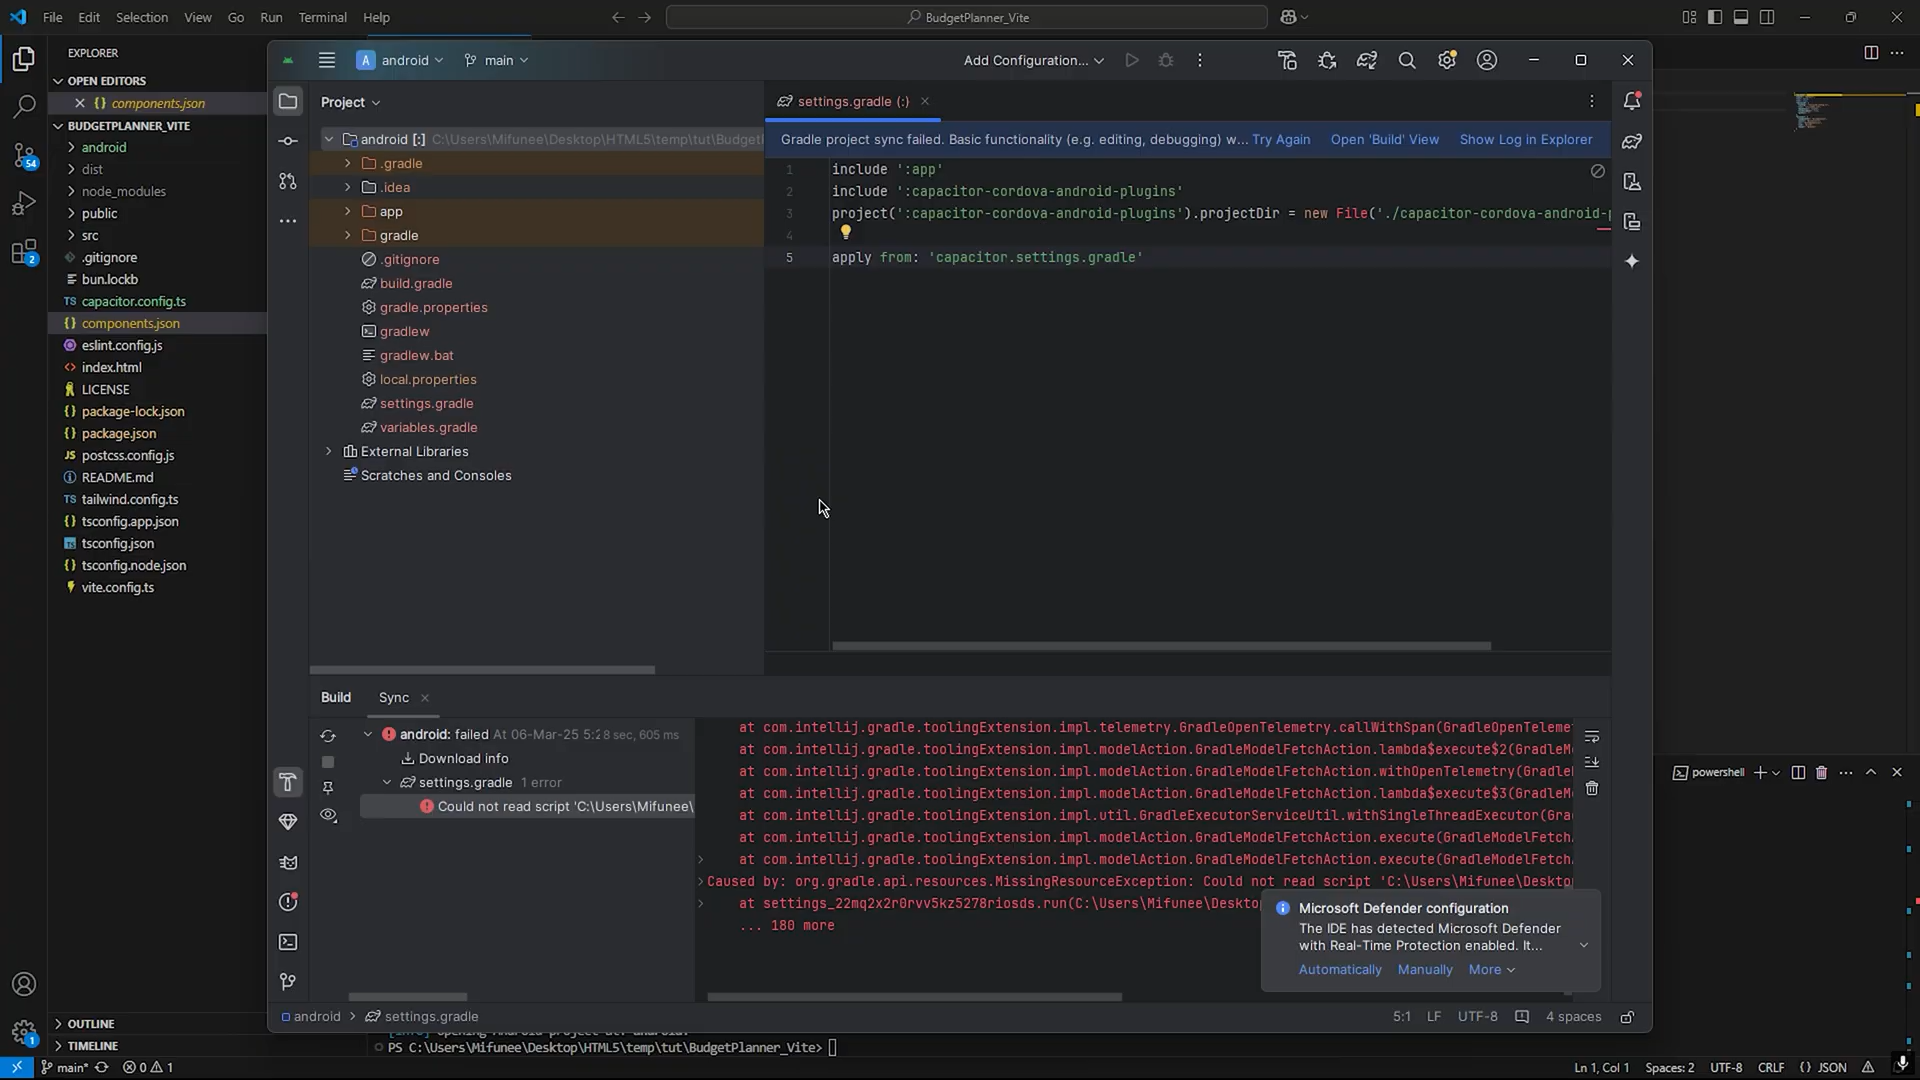 File Edit Selection View Go Run Terminal Help
BudgetPlanner_Vite
EXPLORER
OPEN EDITORS
components.json
BUDGETPLANNER_VITE
android
dist
node_modules
public
src
.gitignore
bun.lockb
TS capacitor.config.ts
components.json
eslint.config.js
index.html
LICENSE
package-lock.json
package.json
JS postcss.config.js
README.md
TS tailwind.config.ts
tsconfig.app.json
tsconfig.json
tsconfig.node.json
vite.config.ts
54
2
1
OUTLINE
TIMELINE
A android main
Add Configuration...
Project
android [:] C:\Users\Mifunee\Desktop\HTML5\temp\tut\Budget
.gradle
.idea
app
gradle
.gitignore
build.gradle
gradle.properties
gradlew
gradlew.bat
local.properties
settings.gradle
variables.gradle
External Libraries
Scratches and Consoles
settings.gradle (:)
Gradle project sync failed. Basic functionality (e.g. editing, debugging) w... Try Again Open 'Build' View Show Log in Explorer
1 include ':app'
2 include ':capacitor-cordova-android-plugins'
3 project(':capacitor-cordova-android-plugins').projectDir = new File('./capacitor-cordova-android-p
4
5 apply from: 'capacitor.settings.gradle'
Build Sync
android: failed At 06-Mar-25 5:2 8 sec, 605 ms
Download info
settings.gradle 1 error
Could not read script 'C:\Users\Mifunee\
at com.intellij.gradle.toolingExtension.impl.telemetry.GradleOpenTelemetry.callWithSpan(GradleOpenTeleme
at com.intellij.gradle.toolingExtension.impl.modelAction.GradleModelFetchAction.lambda$execute$2(GradleM
at com.intellij.gradle.toolingExtension.impl.modelAction.GradleModelFetchAction.withOpenTelemetry(Gradle
at com.intellij.gradle.toolingExtension.impl.modelAction.GradleModelFetchAction.lambda$execute$3(GradleM
at com.intellij.gradle.toolingExtension.impl.util.GradleExecutorServiceUtil.withSingleThreadExecutor(Gra
at com.intellij.gradle.toolingExtension.impl.modelAction.GradleModelFetchAction.execute(GradleModelFetch
at com.intellij.gradle.toolingExtension.impl.modelAction.GradleModelFetchAction.execute(GradleModelFetch
Caused by: org.gradle.api.resources.MissingResourceException: Could not read script 'C:\Users\Mifunee\Deskto
at settings_22mq2x2r0rvv5kz5278riosds.run(C:\Users\Mifunee\Deskto
... 180 more
Microsoft Defender configuration
The IDE has detected Microsoft Defender
with Real-Time Protection enabled. It...
Automatically Manually More
android > settings.gradle
5:1 LF UTF-8 4 spaces
powershell
[info] Opening Android project at: android.
PS C:\Users\Mifunee\Desktop\HTML5\temp\tut\BudgetPlanner_Vite>
main* 0 1
Ln 1, Col 1 Spaces: 2 UTF-8 CRLF {} JSON